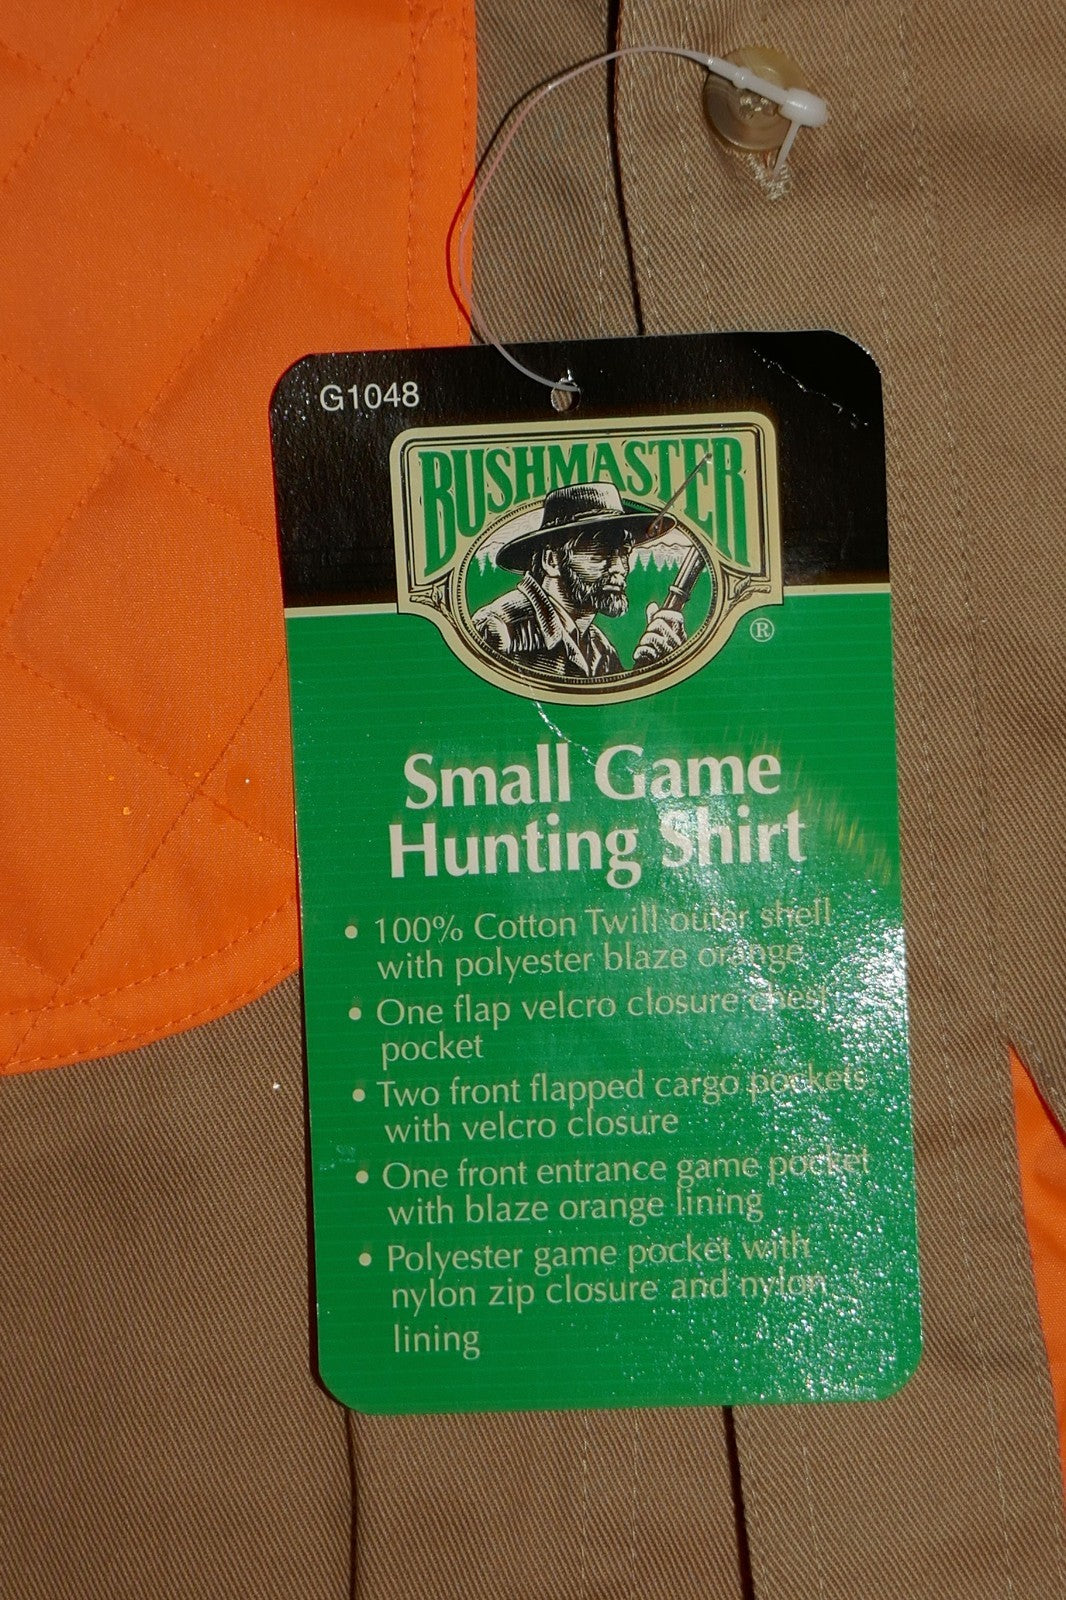 G1048
BUSHMASTER
®
Small Game
Hunting Shirt
• 100% Cotton Twill outer shell
with polyester blaze orange
• One flap velcro closure chest
pocket
• Two front flapped cargo pockets
with velcro closure
• One front entrance game pocket
with blaze orange lining
• Polyester game pocket with
nylon zip closure and nylon
lining